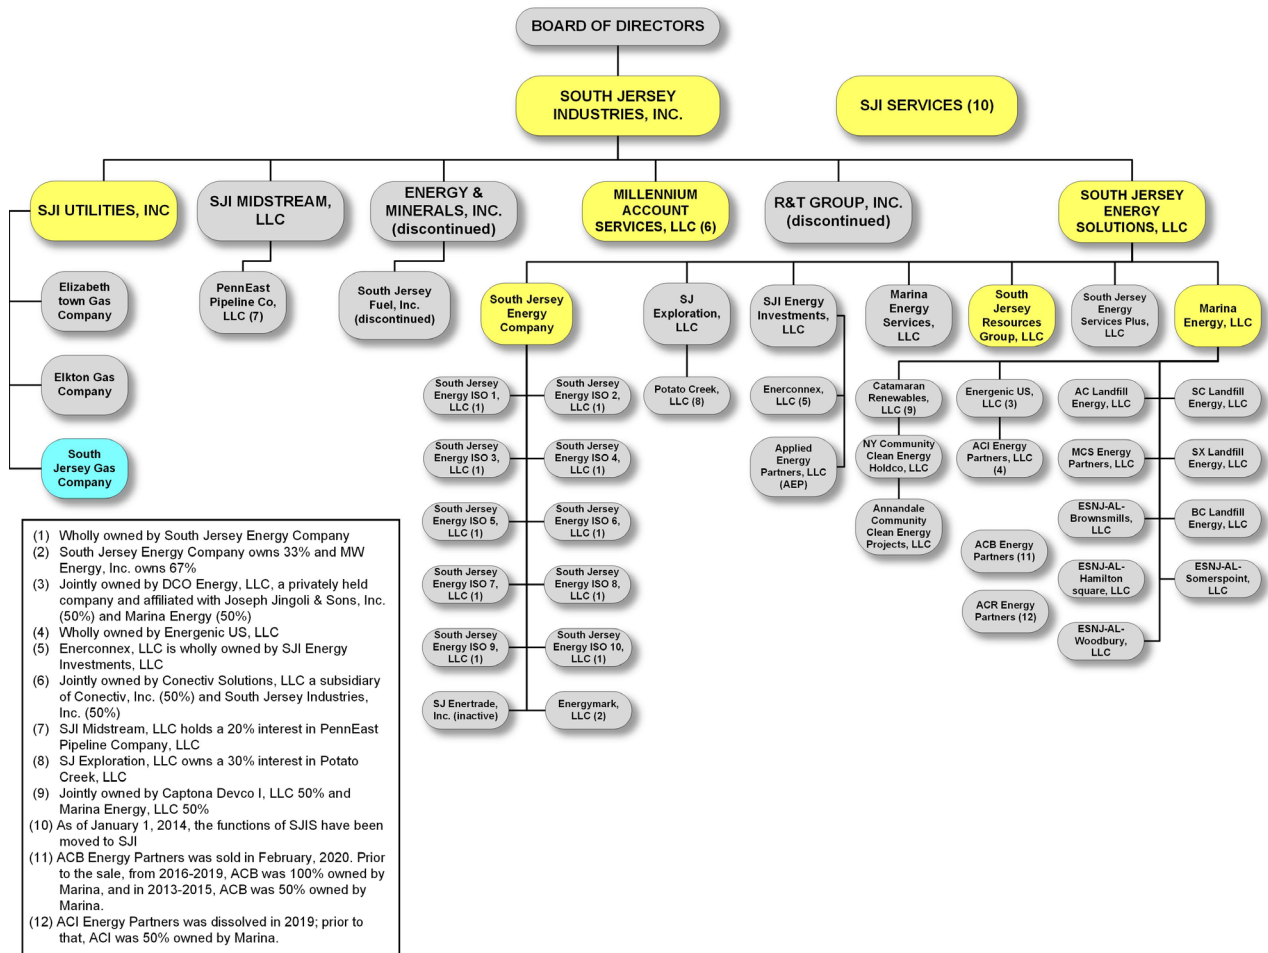 BOARD OF DIRECTORS
SOUTH JERSEY
INDUSTRIES, INC.
SJI SERVICES (10)
SJI UTILITIES, INC
SJI MIDSTREAM,
LLC
ENERGY &
MINERALS, INC.
(discontinued)
MILLENNIUM
ACCOUNT
SERVICES, LLC (6)
R&T GROUP, INC.
(discontinued)
SOUTH JERSEY
ENERGY
SOLUTIONS, LLC
Elizabeth
town Gas
Company
PennEast
Pipeline Co,
LLC (7)
South Jersey
Fuel, Inc.
(discontinued)
South Jersey
Energy
Company
SJ
Exploration,
LLC
SJI Energy
Investments,
LLC
Marina
Energy
Services,
LLC
South
Jersey
Resources
Group, LLC
South Jersey
Energy
Services Plus,
LLC
Marina
Energy, LLC
Elkton Gas
Company
South
Jersey Gas
Company
South Jersey
Energy ISO 1,
LLC (1)
South Jersey
Energy ISO 2,
LLC (1)
Potato Creek,
LLC (8)
Enerconnex,
LLC (5)
Catamaran
Renewables,
LLC (9)
Energenic US,
LLC (3)
AC Landfill
Energy, LLC
SC Landfill
Energy, LLC
South Jersey
Energy ISO 3,
LLC (1)
South Jersey
Energy ISO 4,
LLC (1)
Applied
Energy
Partners, LLC
(AEP)
NY Community
Clean Energy
Holdco, LLC
ACI Energy
Partners, LLC
(4)
MCS Energy
Partners, LLC
SX Landfill
Energy, LLC
South Jersey
Energy ISO 5,
LLC (1)
South Jersey
Energy ISO 6,
LLC (1)
Annandale
Community
Clean Energy
Projects, LLC
ESNJ-AL-
Brownsmills,
LLC
BC Landfill
Energy, LLC
South Jersey
Energy ISO 7,
LLC (1)
South Jersey
Energy ISO 8,
LLC (1)
ACB Energy
Partners (11)
ESNJ-AL-
Hamilton
square, LLC
ESNJ-AL-
Somerspoint,
LLC
South Jersey
Energy ISO 9,
LLC (1)
South Jersey
Energy ISO 10,
LLC (1)
ACR Energy
Partners (12)
ESNJ-AL-
Woodbury,
LLC
SJ Enertrade,
Inc. (inactive)
Energymark,
LLC (2)
(1) Wholly owned by South Jersey Energy Company
(2) South Jersey Energy Company owns 33% and MW
Energy, Inc. owns 67%
(3) Jointly owned by DCO Energy, LLC, a privately held
company and affiliated with Joseph Jingoli & Sons, Inc.
(50%) and Marina Energy (50%)
(4) Wholly owned by Energenic US, LLC
(5) Enerconnex, LLC is wholly owned by SJI Energy
Investments, LLC
(6) Jointly owned by Conectiv Solutions, LLC a subsidiary
of Conectiv, Inc. (50%) and South Jersey Industries,
Inc. (50%)
(7) SJI Midstream, LLC holds a 20% interest in PennEast
Pipeline Company, LLC
(8) SJ Exploration, LLC owns a 30% interest in Potato
Creek, LLC
(9) Jointly owned by Captona Devco I, LLC 50% and
Marina Energy, LLC 50%
(10) As of January 1, 2014, the functions of SJIS have been
moved to SJI
(11) ACB Energy Partners was sold in February, 2020. Prior
to the sale, from 2016-2019, ACB was 100% owned by
Marina, and in 2013-2015, ACB was 50% owned by
Marina.
(12) ACI Energy Partners was dissolved in 2019; prior to
that, ACI was 50% owned by Marina.